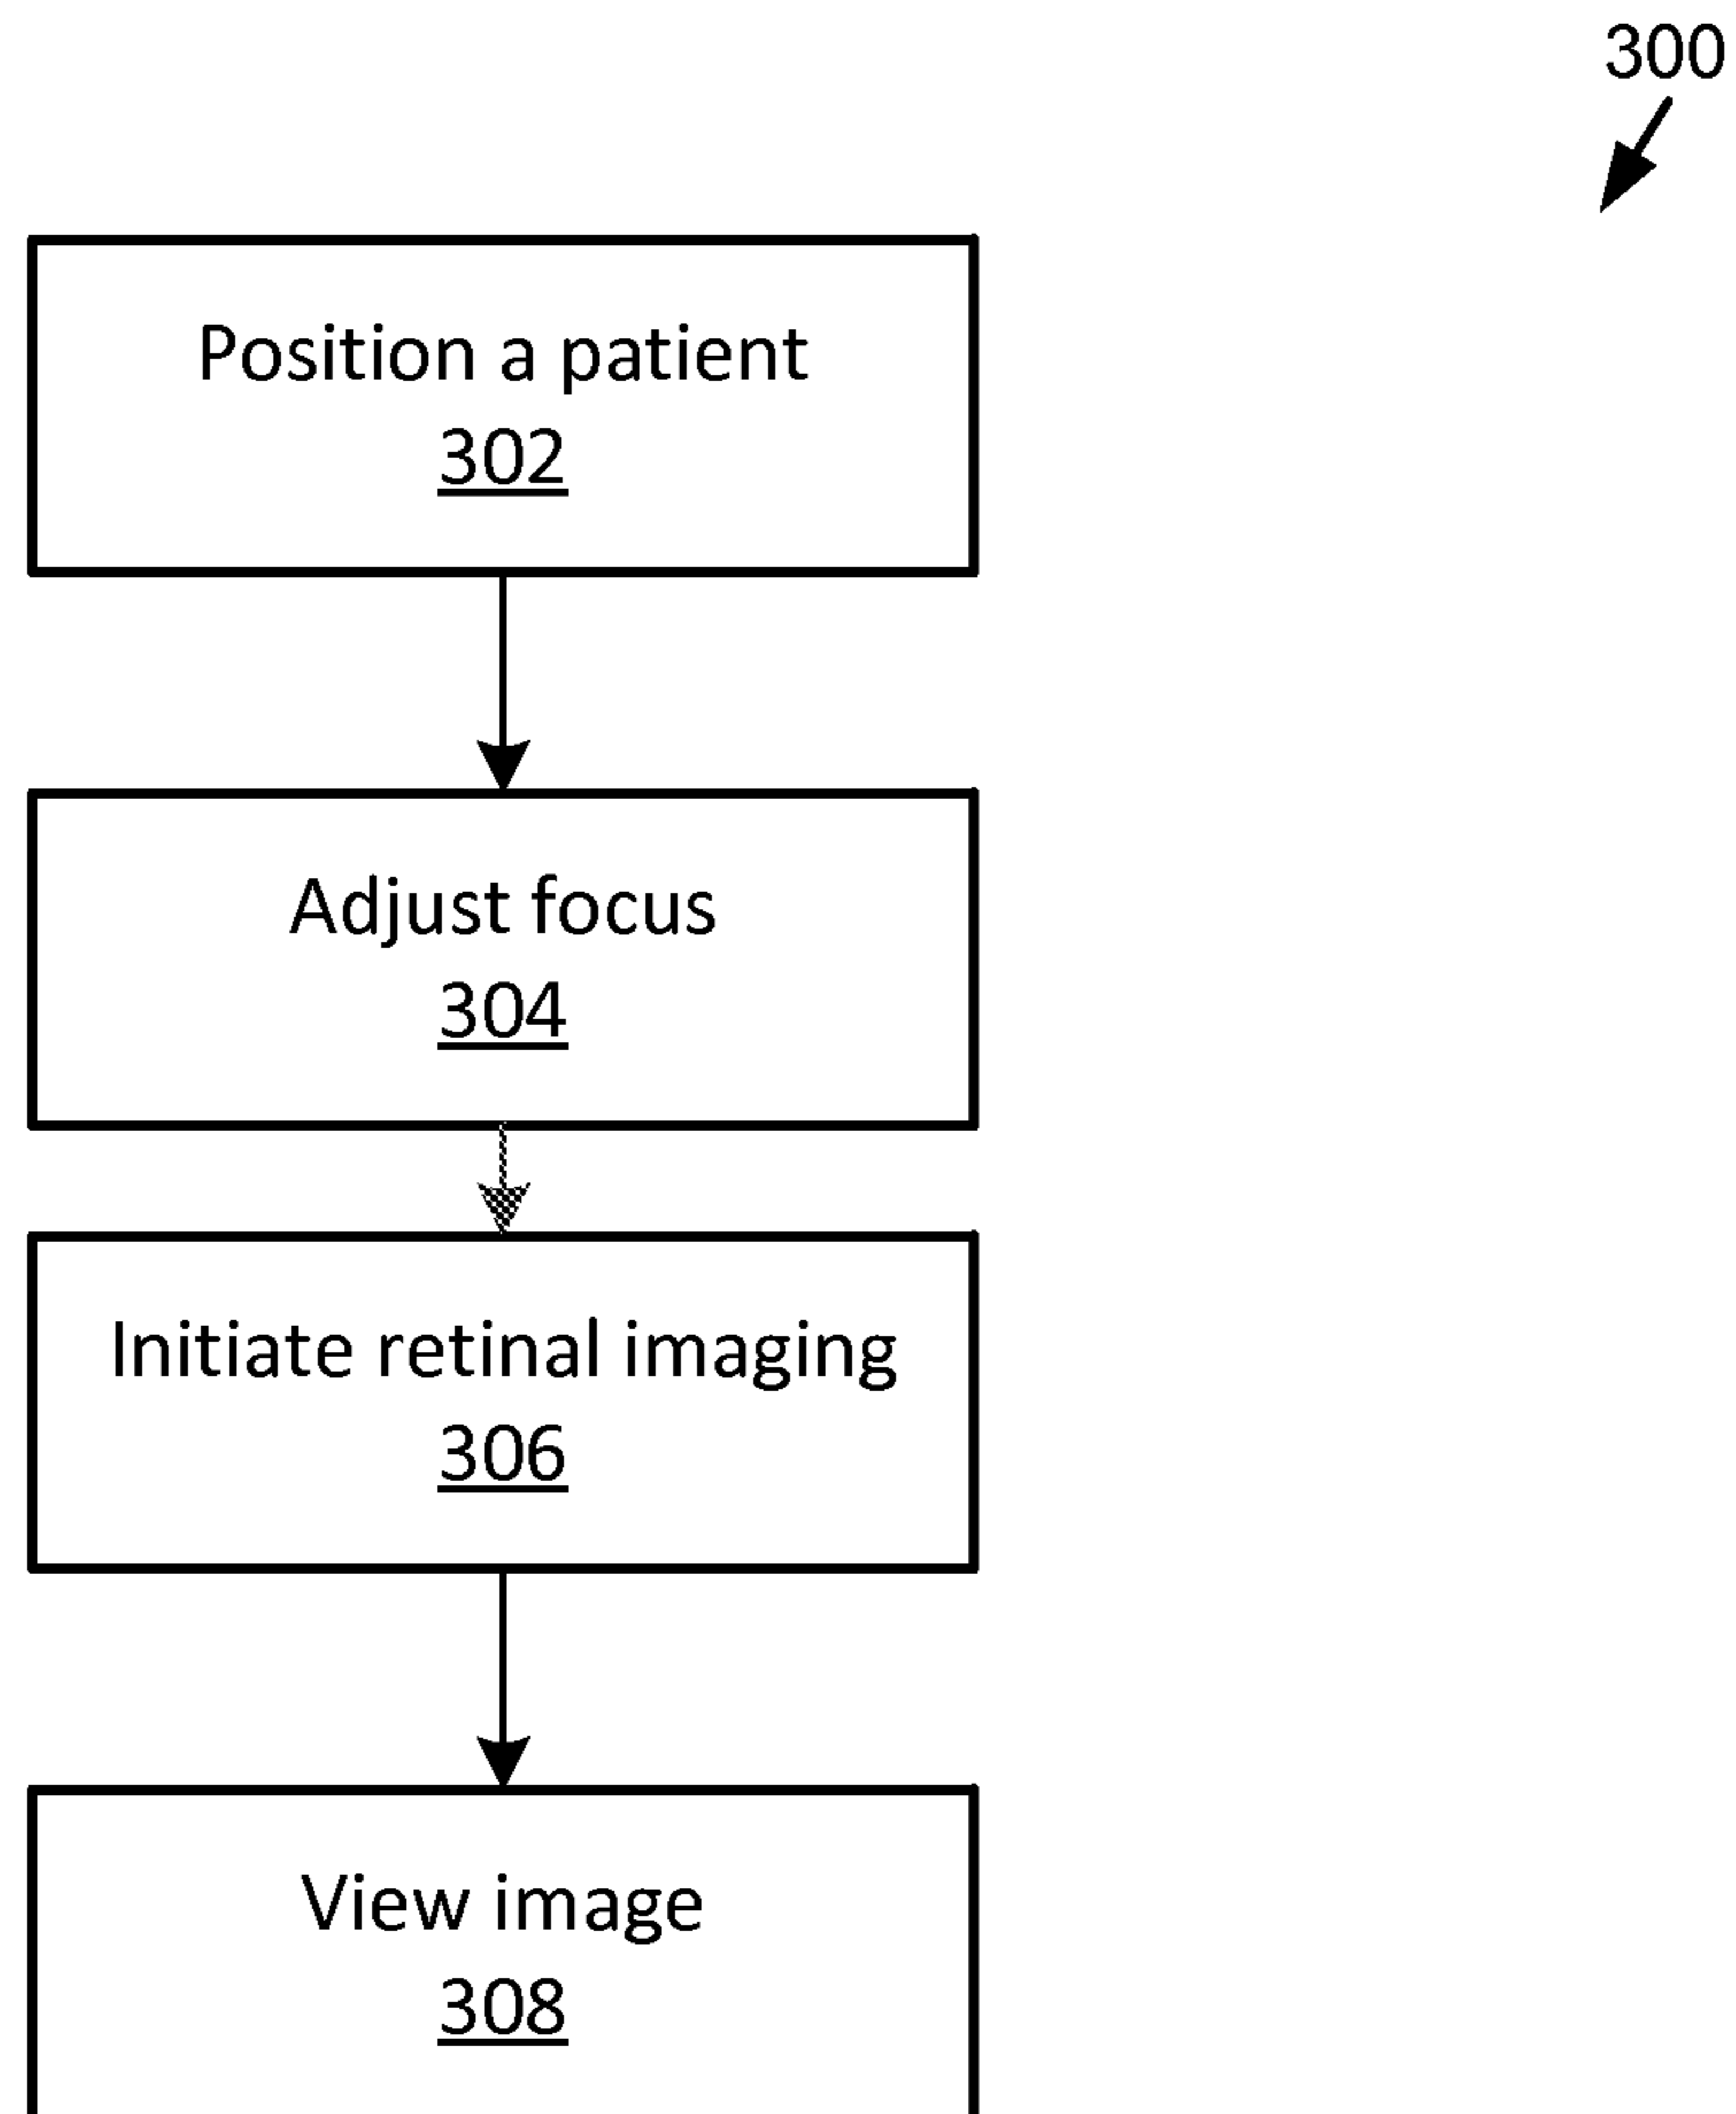 300
Position a patient
302
Adjust focus
304
Initiate retinal imaging
306
View image
308